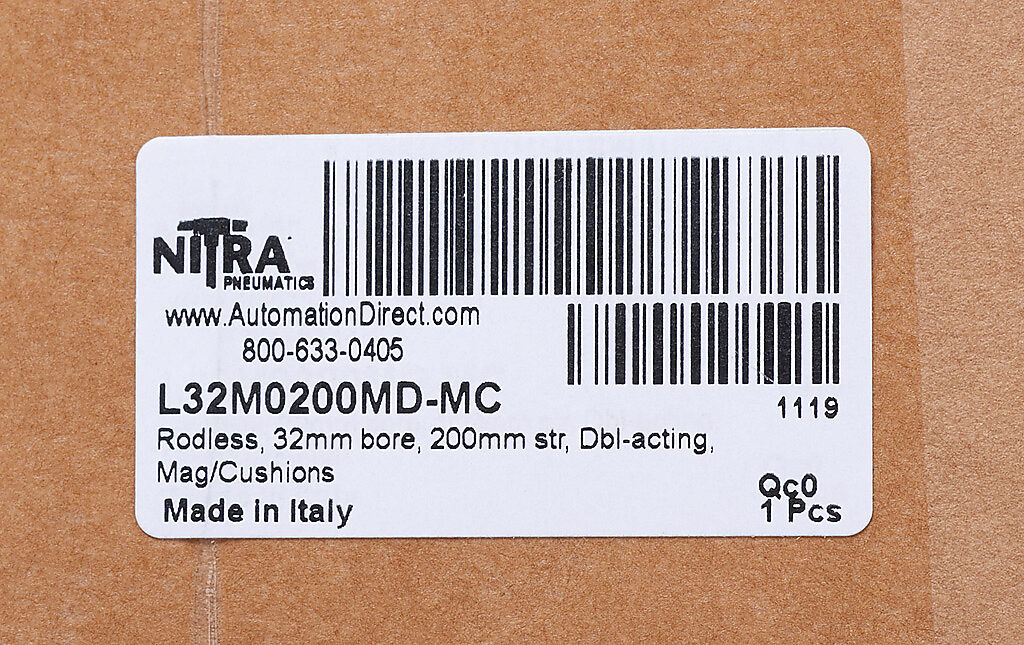 NITRA
PNEUMATICS
www.AutomationDirect.com
800-633-0405
L32M0200MD-MC
1119
Rodless, 32mm bore, 200mm str, Dbl-acting,
Mag/Cushions
Made in Italy
Qc0
1 Pcs